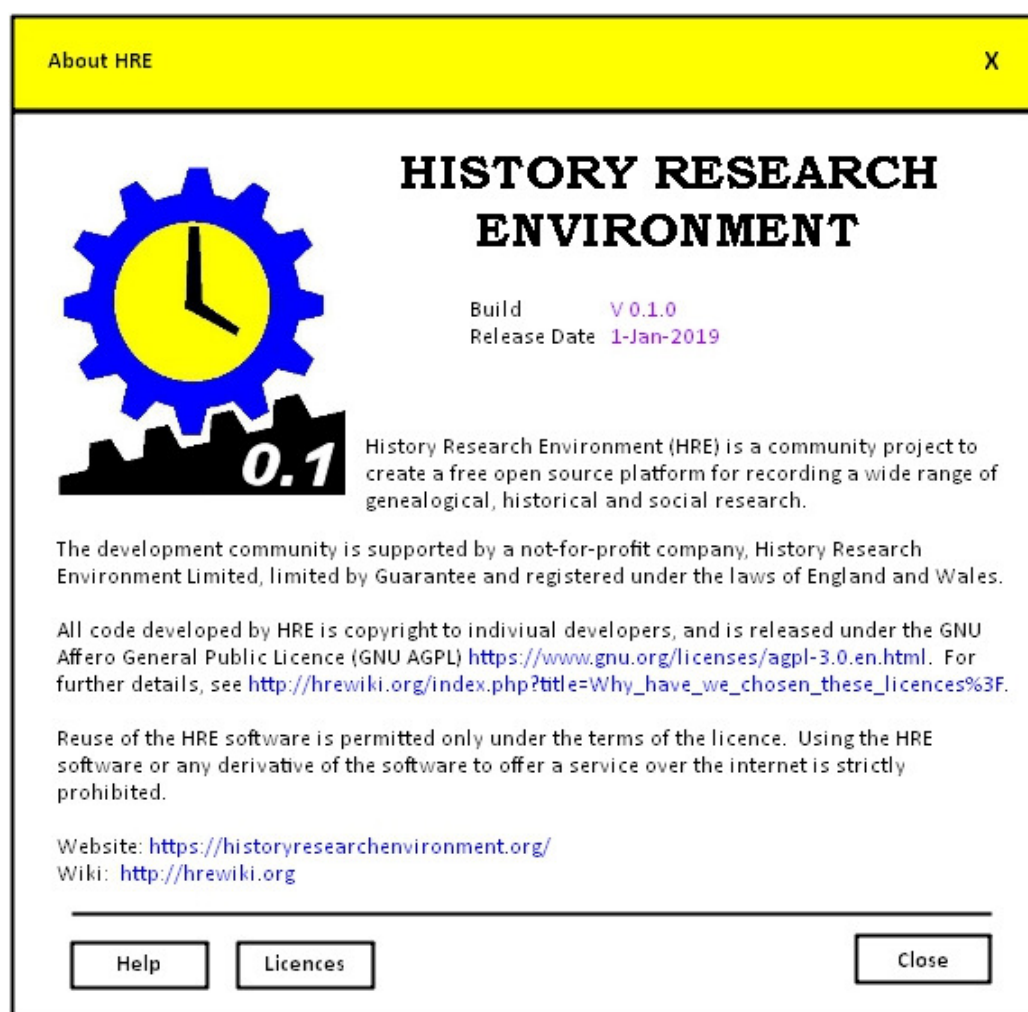 About HRE X
HISTORY RESEARCH
ENVIRONMENT
Build V 0.1.0
Release Date 1-Jan-2019
0.1
History Research Environment (HRE) is a community project to
create a free open source platform for recording a wide range of
genealogical, historical and social research.
The development community is supported by a not-for-profit company, History Research
Environment Limited, limited by Guarantee and registered under the laws of England and Wales.
All code developed by HRE is copyright to indiviual developers, and is released under the GNU
Affero General Public Licence (GNU AGPL) https://www.gnu.org/licenses/agpl-3.0.en.html. For
further details, see http://hrewiki.org/index.php?title=Why_have_we_chosen_these_licences%3F.
Reuse of the HRE software is permitted only under the terms of the licence. Using the HRE
software or any derivative of the software to offer a service over the internet is strictly
prohibited.
Website: https://historyresearchenvironment.org/
Wiki: http://hrewiki.org
Help Licences Close